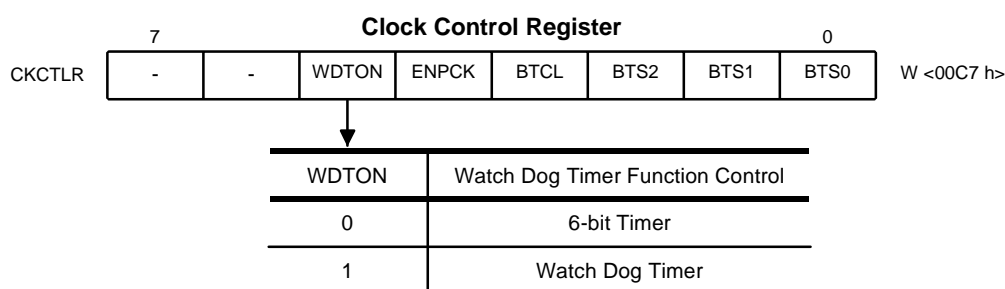 Clock Control Register
7 0
CKCTLR - - WDTON ENPCK BTCL BTS2 BTS1 BTS0 W <00C7 h>
WDTON Watch Dog Timer Function Control
0 6-bit Timer
1 Watch Dog Timer